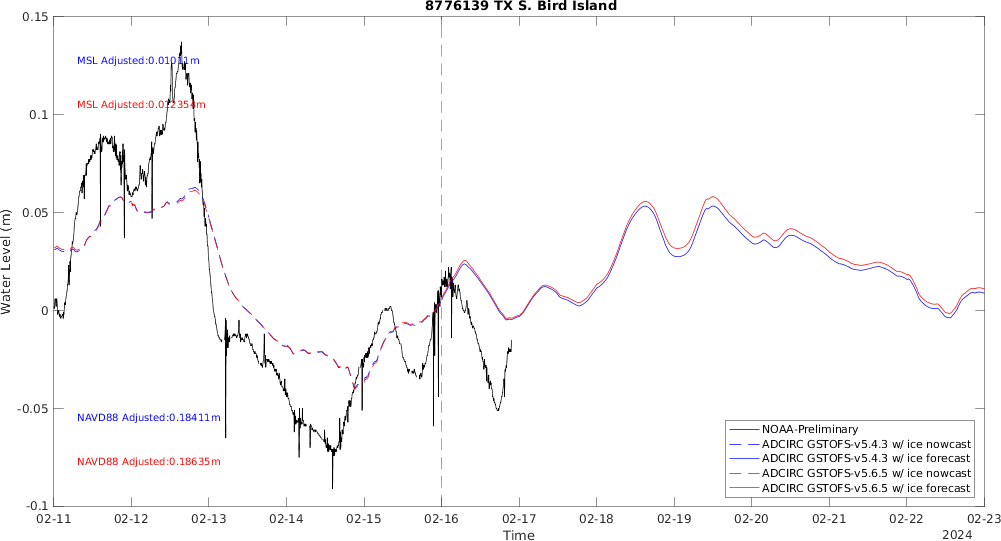 8776139 TX S. Bird Island
0.15
0.1
0.05
0
-0.05
-0.1
Water Level (m)
MSL Adjusted:0.01011m
MSL Adjusted:0.012354m
NAVD88 Adjusted:0.18411m
NAVD88 Adjusted:0.18635m
NOAA-Preliminary
ADCIRC GSTOFS-v5.4.3 w/ ice nowcast
ADCIRC GSTOFS-v5.4.3 w/ ice forecast
ADCIRC GSTOFS-v5.6.5 w/ ice nowcast
ADCIRC GSTOFS-v5.6.5 w/ ice forecast
02-11 02-12 02-13 02-14 02-15 02-16 02-17 02-18 02-19 02-20 02-21 02-22 02-23
Time
2024